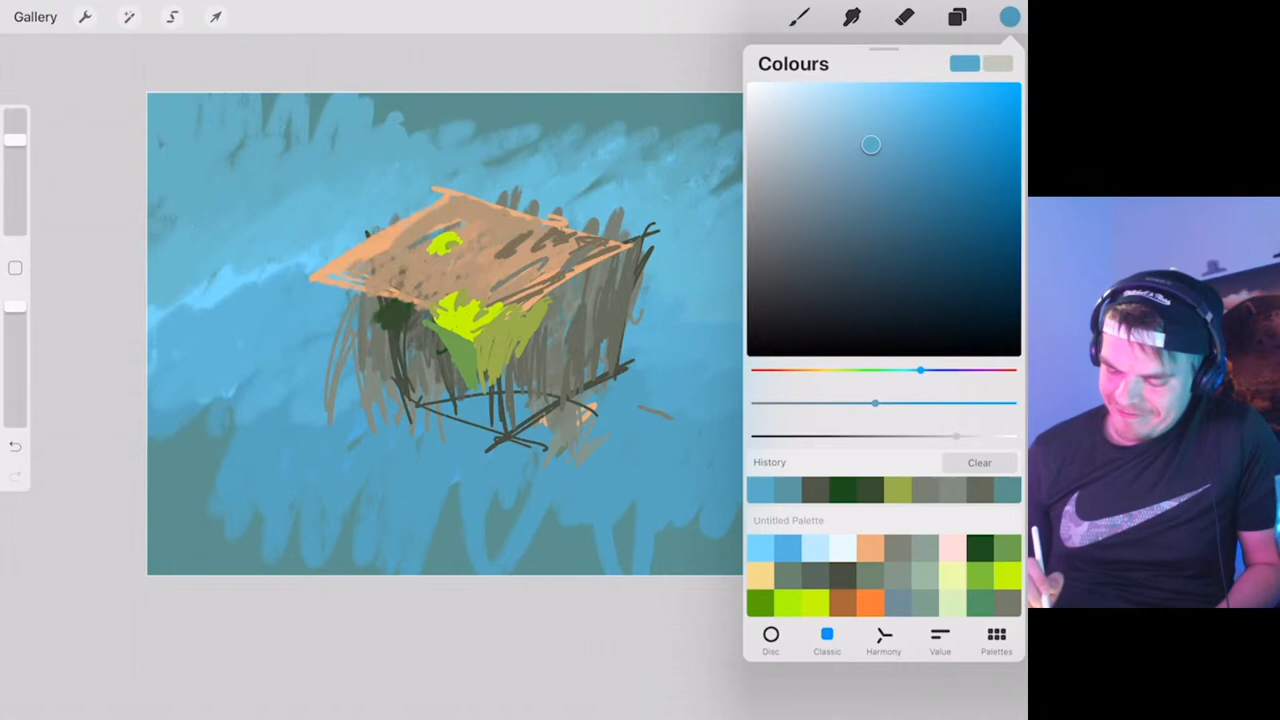 Gallery
Colours
History
Clear
Untitled Palette
Disc
Classic
Harmony
Value
Palettes